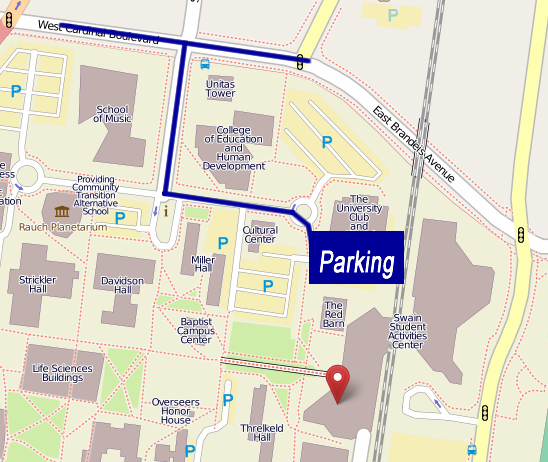 P
West Cardinal Boulevard
P
School
of Music
Unitas
Tower
East Brandeis Avenue
College
of Education
and
Human
Development
P
Providing
Community
Transition
Alternative
School
P
i
Rauch Planetarium
The
University
Club
and
Parking
Cultural
Center
P
Miller
Hall
P
Strickler
Hall
Davidson
Hall
The
Red
Barn
Baptist
Campus
Center
Swain
Student
Activities
Center
Life Sciences
Buildings
Overseers
Honor
House
P
Threlkeld
Hall
P